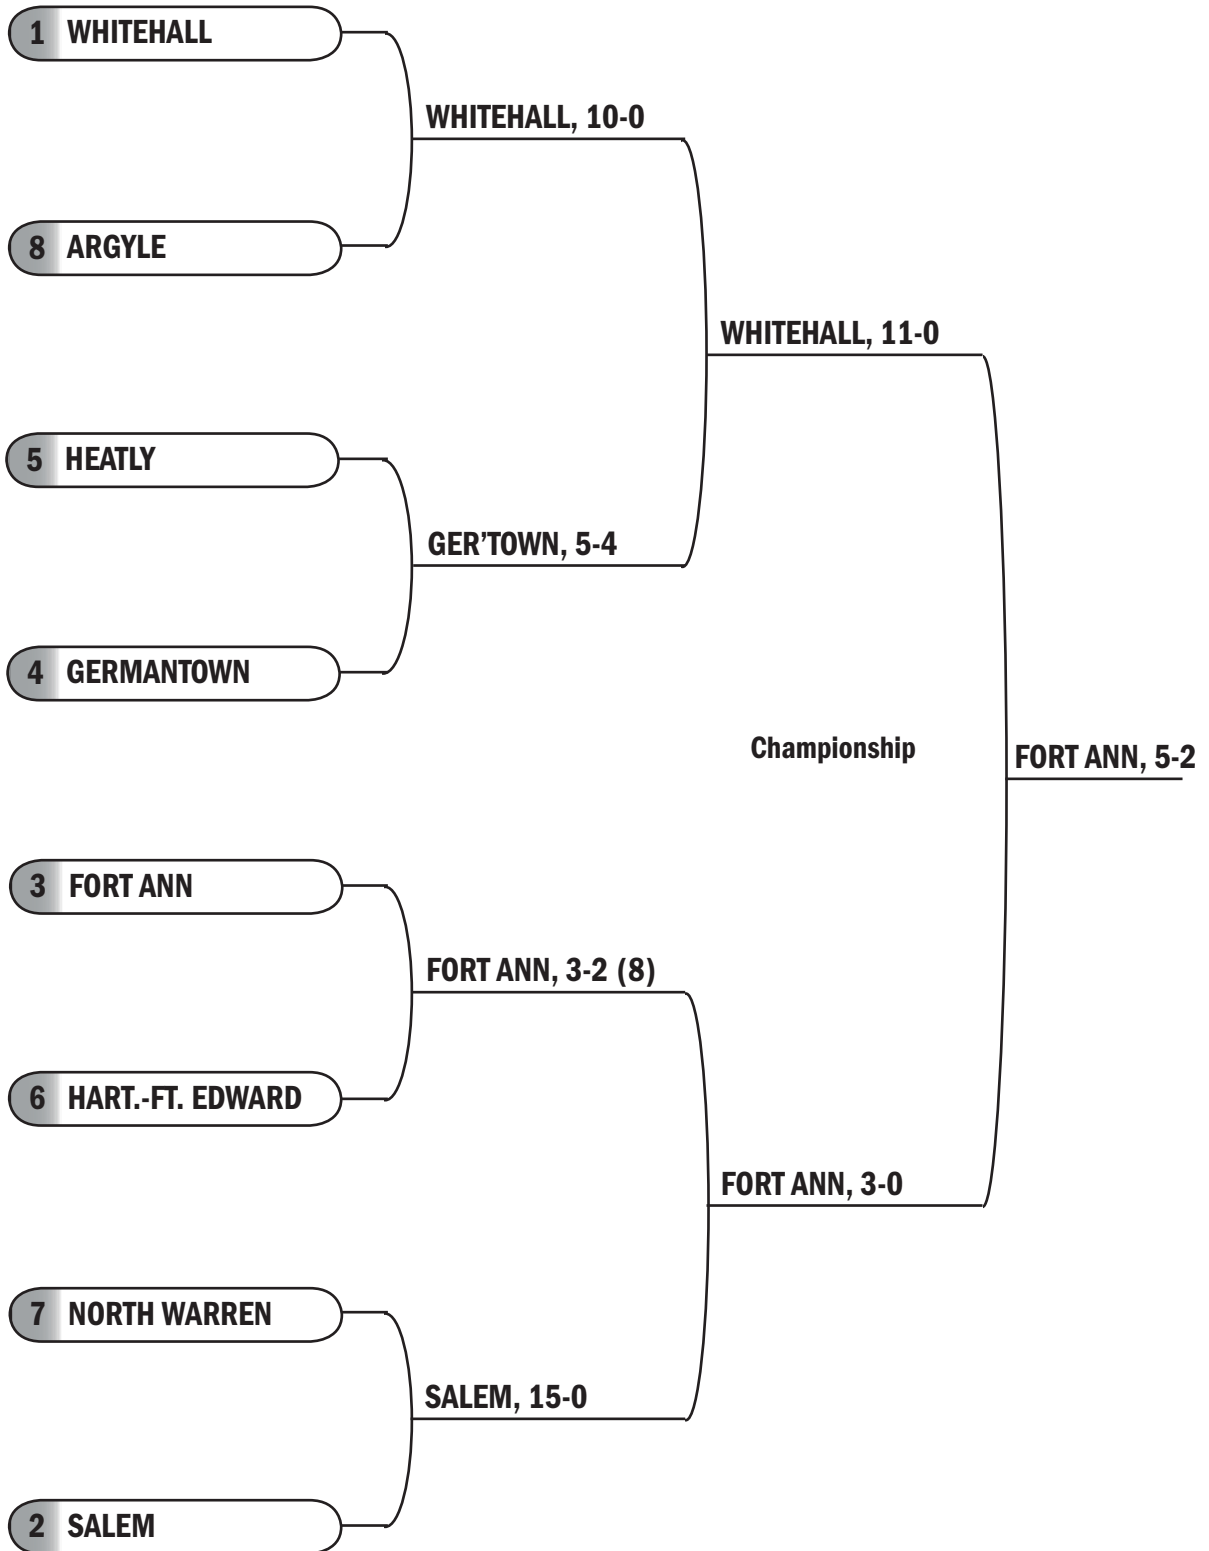 1 WHITEHALL
WHITEHALL, 10-0
8 ARGYLE
WHITEHALL, 11-0
5 HEATLY
GER’TOWN, 5-4
4 GERMANTOWN
Championship
FORT ANN, 5-2
3 FORT ANN
FORT ANN, 3-2 (8)
6 HART.-FT. EDWARD
FORT ANN, 3-0
7 NORTH WARREN
SALEM, 15-0
2 SALEM